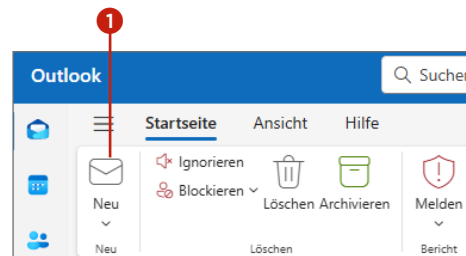 1
Outlook
Suchen
Startseite Ansicht Hilfe
Ignorieren
Blockieren
Neu
Löschen Archivieren
Melden
Neu
Löschen
Bericht